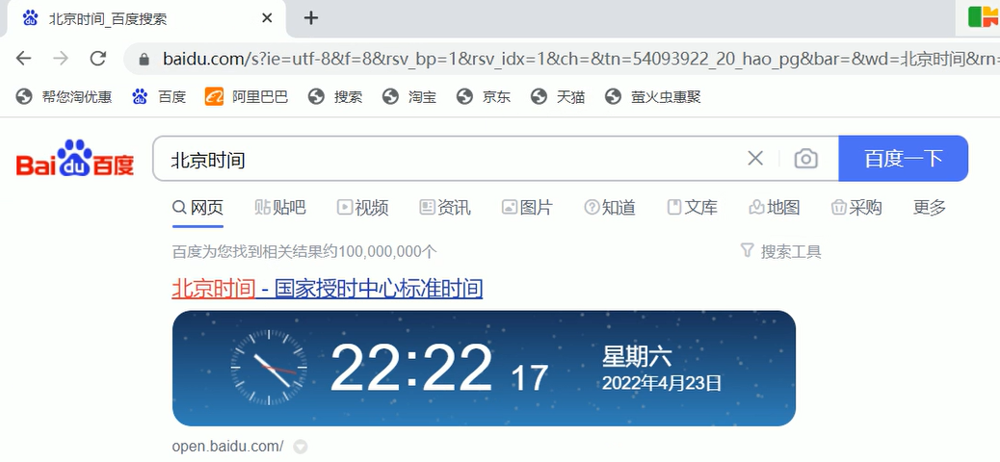 北京时间_百度搜索
baidu.com/s?ie=utf-8&f=8&rsv_bp=1&rsv_idx=1&ch=&tn=54093922_20_hao_pg&bar=&wd=北京时间&rn=
帮您淘优惠 百度 阿里巴巴 搜索 淘宝 京东 天猫 萤火虫惠聚
Baidu百度 北京时间 百度一下
网页 贴吧 视频 资讯 图片 知道 文库 地图 采购 更多
百度为您找到相关结果约100,000,000个 搜索工具
北京时间 - 国家授时中心标准时间
22:22 17 星期六
2022年4月23日
open.baidu.com/